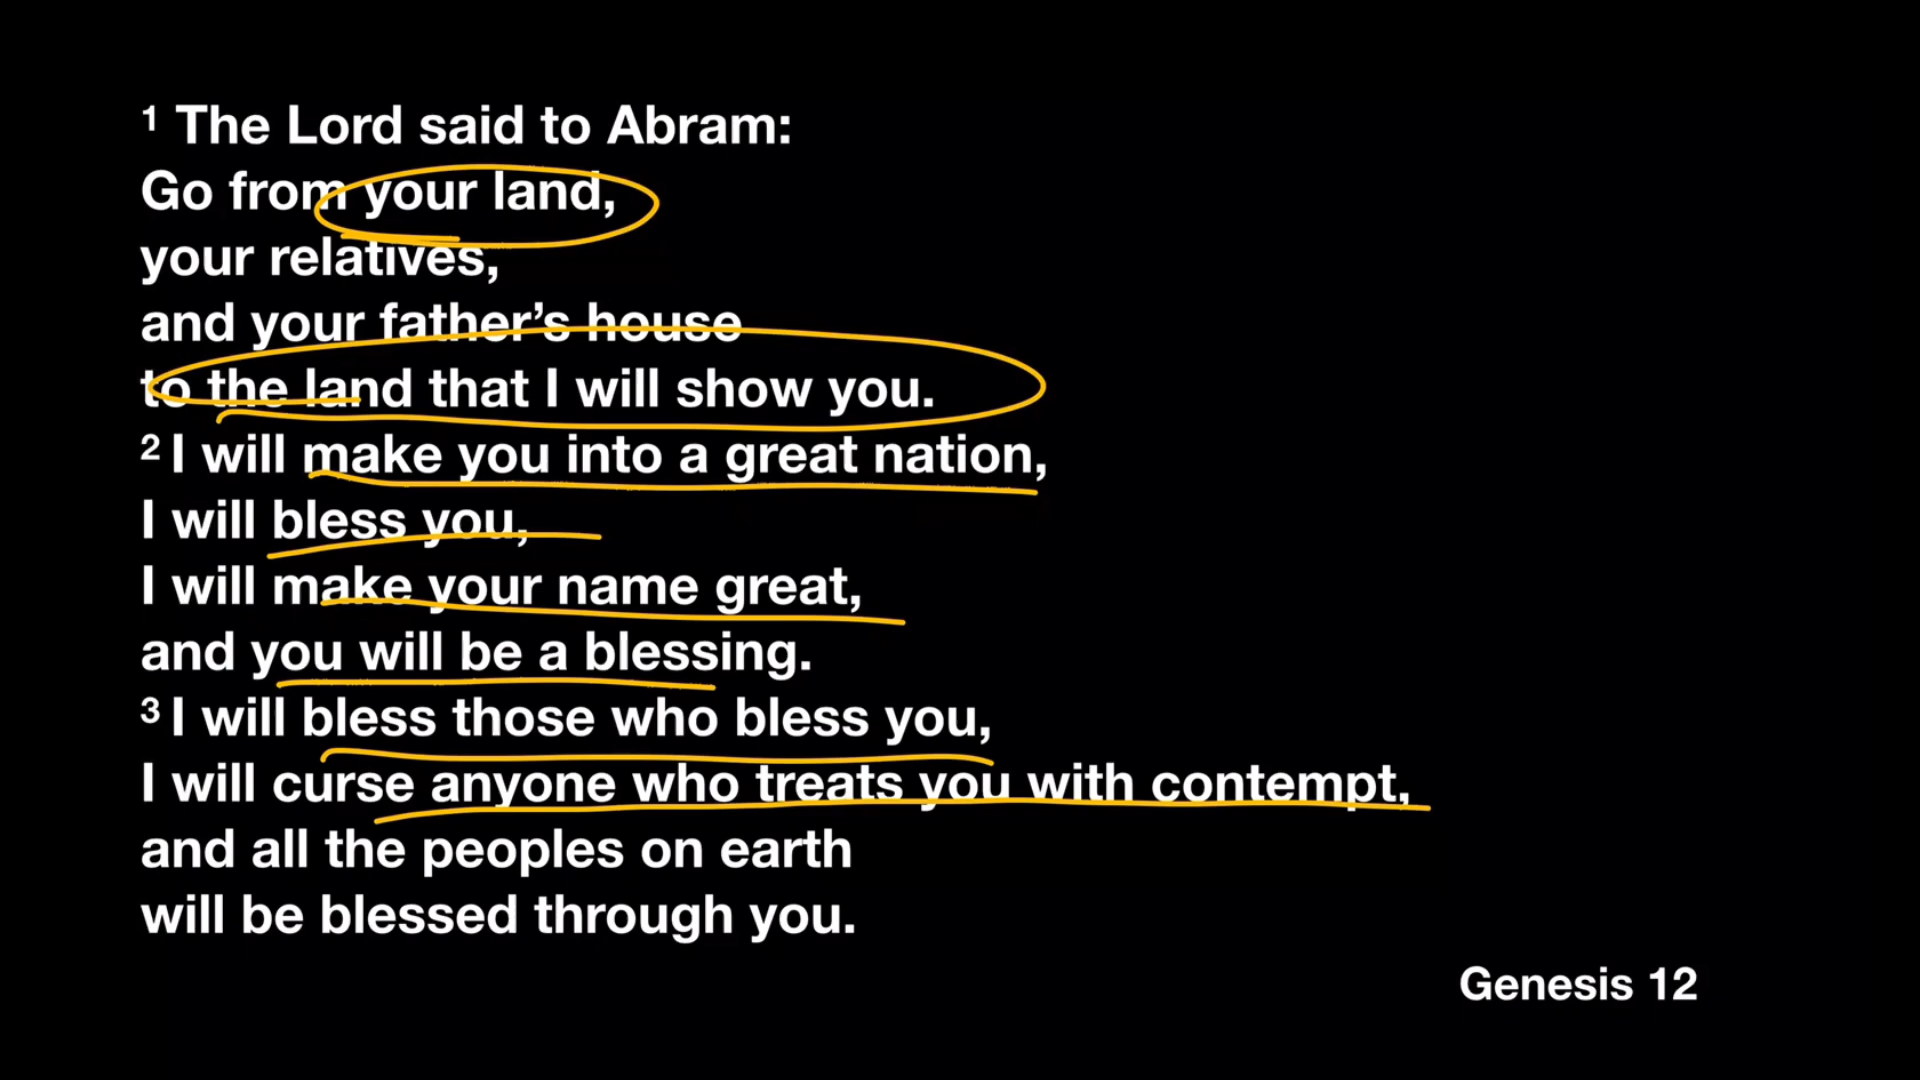 1 The Lord said to Abram:
Go from your land,
your relatives,
and your father’s house
to the land that I will show you.
2 I will make you into a great nation,
I will bless you,
I will make your name great,
and you will be a blessing.
3 I will bless those who bless you,
I will curse anyone who treats you with contempt,
and all the peoples on earth
will be blessed through you.
Genesis 12